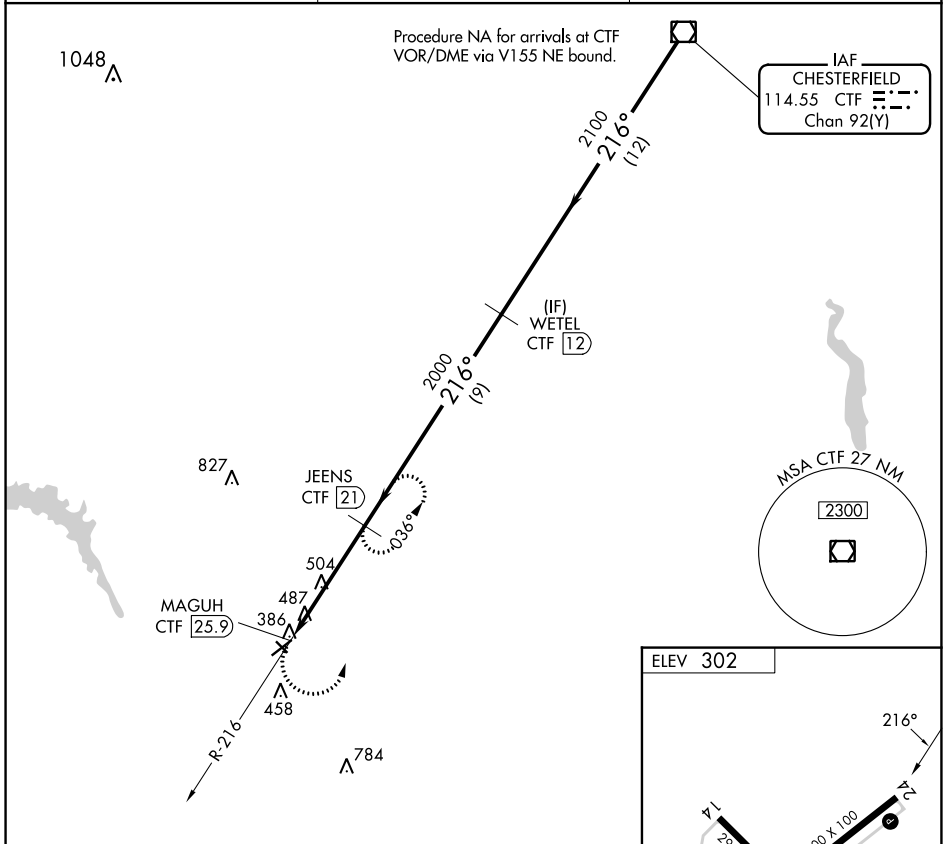 Procedure NA for arrivals at CTF
VOR/DME via V155 NE bound.
1048
IAF
CHESTERFIELD
114.55 CTF
Chan 92(Y)
2100
216°
(12)
(IF)
WETEL
CTF 12
2000
216°
(9)
827
JEENS
CTF 21
036°
MSA CTF 27 NM
2300
504
487
386
MAGUH
CTF 25.9
458
R-216
784
ELEV 302
216°
24
14
P
00 X 100